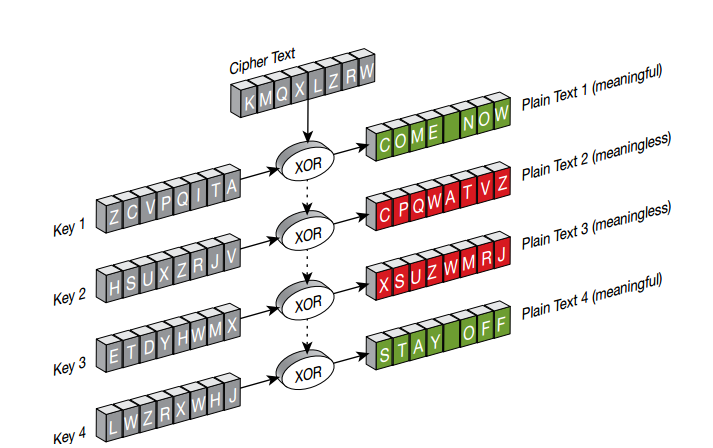 Cipher Text
KMQXLZRW
Plain Text 1 (meaningful)
COME NOW
XOR
Key 1
ZCVPQITA
Plain Text 2 (meaningless)
CPQWATVZ
XOR
Key 2
HSUXZRJV
Plain Text 3 (meaningless)
XSUZWMRJ
XOR
Key 3
ETDYHWMX
Plain Text 4 (meaningful)
STAY OFF
XOR
Key 4
LWZRXWHJ